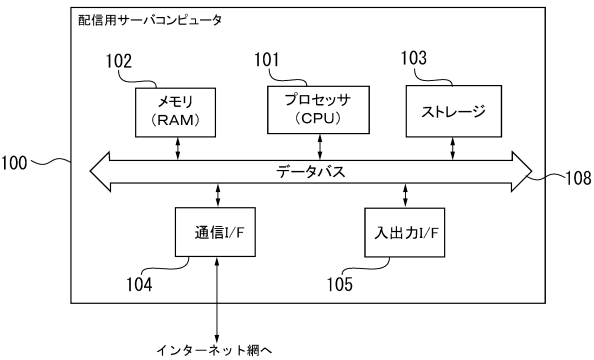 配信用サーバコンピュータ
102
101
103
メモリ
(RAM)
プロセッサ
(CPU)
ストレージ
100
データバス
108
通信I/F
入出力I/F
104
105
インターネット網へ